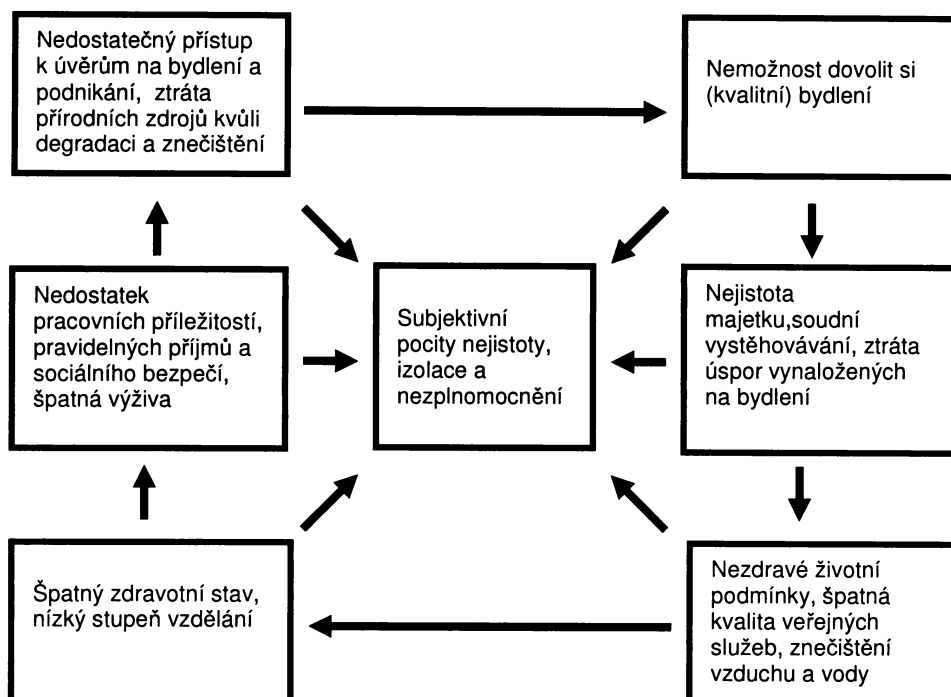 Nedostatečný přístup
k úvěrům na bydlení a
podnikání, ztráta
přírodních zdrojů kvůli
degradaci a znečištění
Nemožnost dovolit si
(kvalitní) bydlení
Nedostatek
pracovních příležitostí,
pravidelných příjmů a
sociálního bezpečí,
špatná výživa
Subjektivní
pocity nejistoty,
izolace a
nezplnomocnění
Nejistota
majetku,soudní
vystěhovávání, ztráta
úspor vynaložených
na bydlení
Špatný zdravotní stav,
nízký stupeň vzdělání
Nezdravé životní
podmínky, špatná
kvalita veřejných
služeb, znečištění
vzduchu a vody